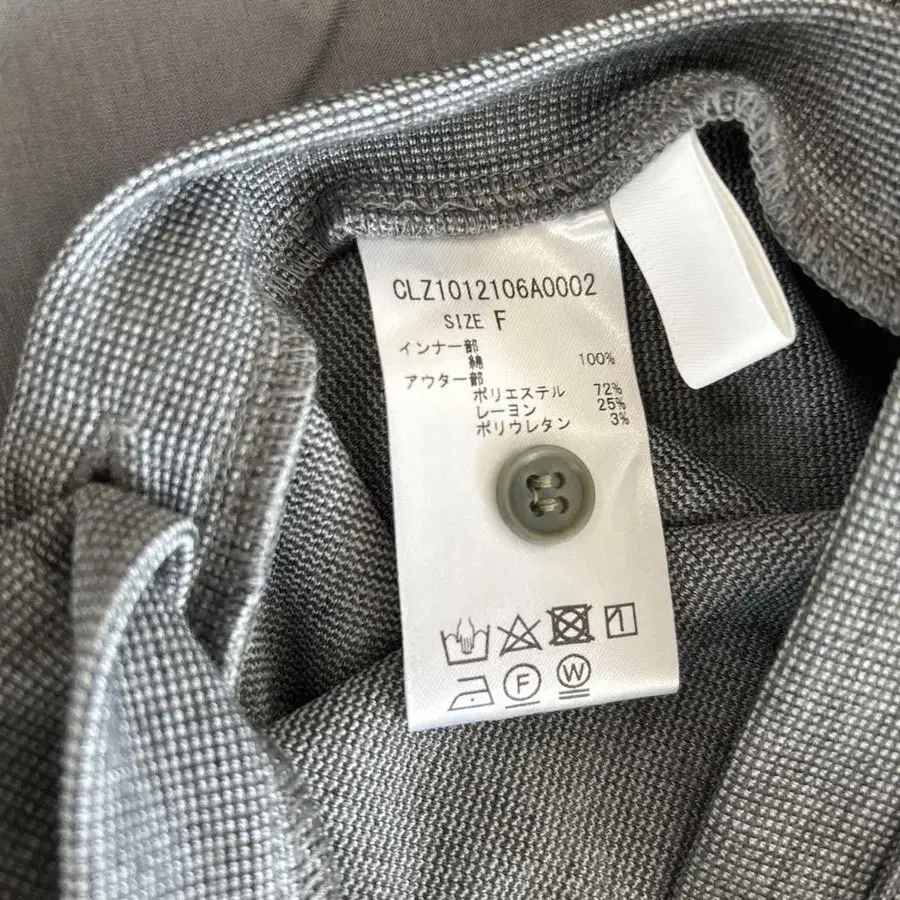 CLZ1012106A0002
SIZE F
インナー部
綿 100%
アウター部
ポリエステル 72%
レーヨン 25%
ポリウレタン 3%
F W